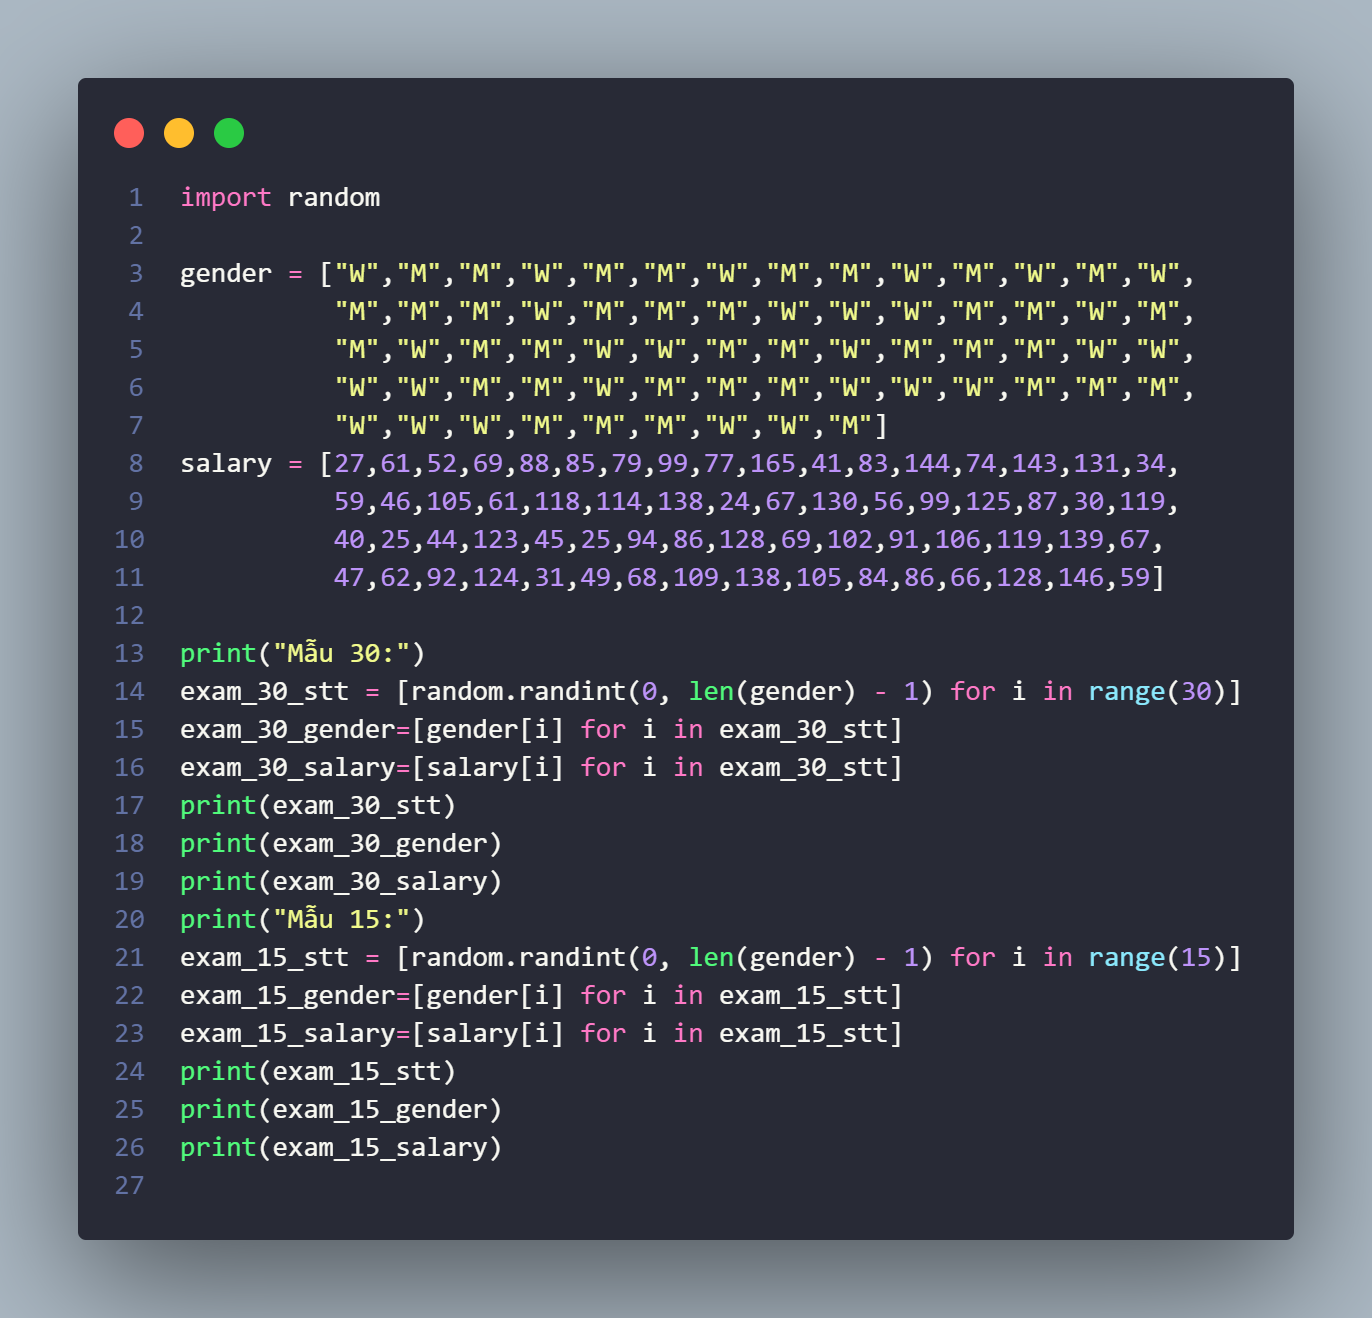 1 import random
2
3 gender = ["W","M","M","W","M","M","W","M","M","W","M","W","M","W",
4 "M","M","M","W","M","M","M","W","W","W","M","M","W","M",
5 "M","W","M","M","W","W","M","M","W","M","M","M","W","W",
6 "W","W","M","M","W","M","M","M","W","W","W","M","M","M",
7 "W","W","W","M","M","M","W","W","M"]
8 salary = [27,61,52,69,88,85,79,99,77,165,41,83,144,74,143,131,34,
9 59,46,105,61,118,114,138,24,67,130,56,99,125,87,30,119,
10 40,25,44,123,45,25,94,86,128,69,102,91,106,119,139,67,
11 47,62,92,124,31,49,68,109,138,105,84,86,66,128,146,59]
12
13 print("Mẫu 30:")
14 exam_30_stt = [random.randint(0, len(gender) - 1) for i in range(30)]
15 exam_30_gender=[gender[i] for i in exam_30_stt]
16 exam_30_salary=[salary[i] for i in exam_30_stt]
17 print(exam_30_stt)
18 print(exam_30_gender)
19 print(exam_30_salary)
20 print("Mẫu 15:")
21 exam_15_stt = [random.randint(0, len(gender) - 1) for i in range(15)]
22 exam_15_gender=[gender[i] for i in exam_15_stt]
23 exam_15_salary=[salary[i] for i in exam_15_stt]
24 print(exam_15_stt)
25 print(exam_15_gender)
26 print(exam_15_salary)
27